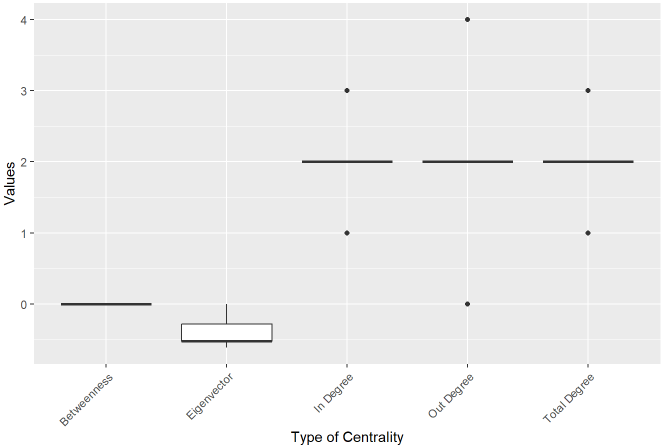 4
3
2
1
0
Values
Betweenness
Eigenvector
In Degree
Out Degree
Total Degree
Type of Centrality